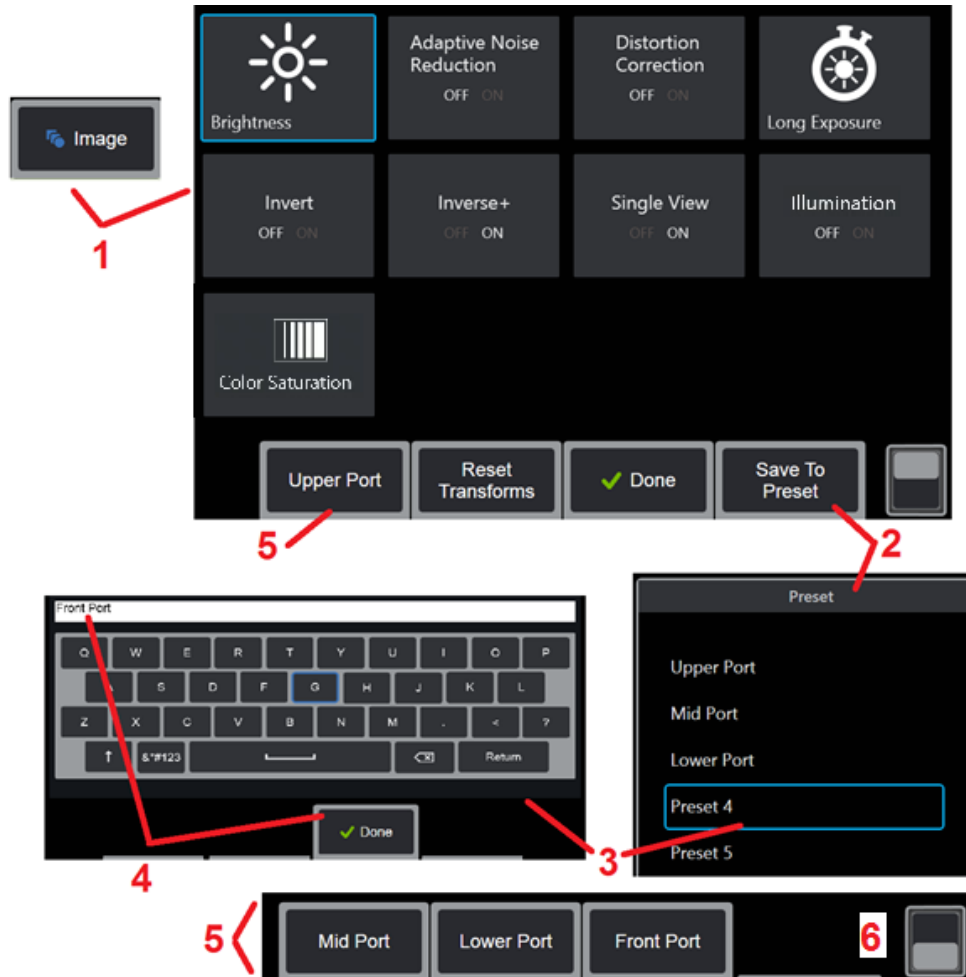 Image
1
Brightness
Adaptive Noise
Reduction
OFF ON
Distortion
Correction
OFF ON
Long Exposure
Invert
OFF ON
Inverse+
OFF ON
Single View
OFF ON
Illumination
OFF ON
Color Saturation
Upper Port
Reset
Transforms
Done
Save To
Preset
5
2
Front Port
Q W E R T Y U I O P
A S D F G H J K L
Z X C V B N M . < ?
↑ &*#123 Return
Done
4
Preset
Upper Port
Mid Port
Lower Port
Preset 4
Preset 5
3
5
Mid Port
Lower Port
Front Port
6